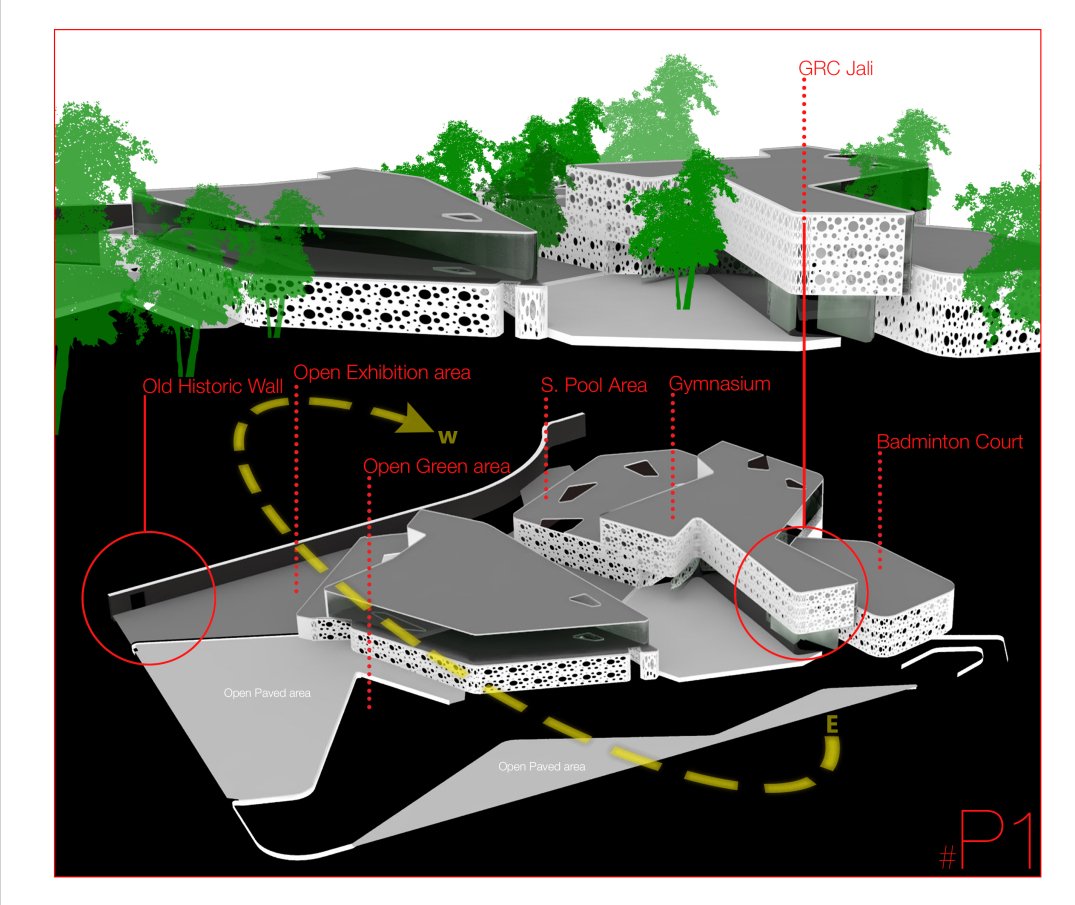 GRC Jali
Old Historic Wall
Open Exhibition area
S. Pool Area
Gymnasium
W
Badminton Court
Open Green area
Open Paved area
E
Open Paved area
#P1